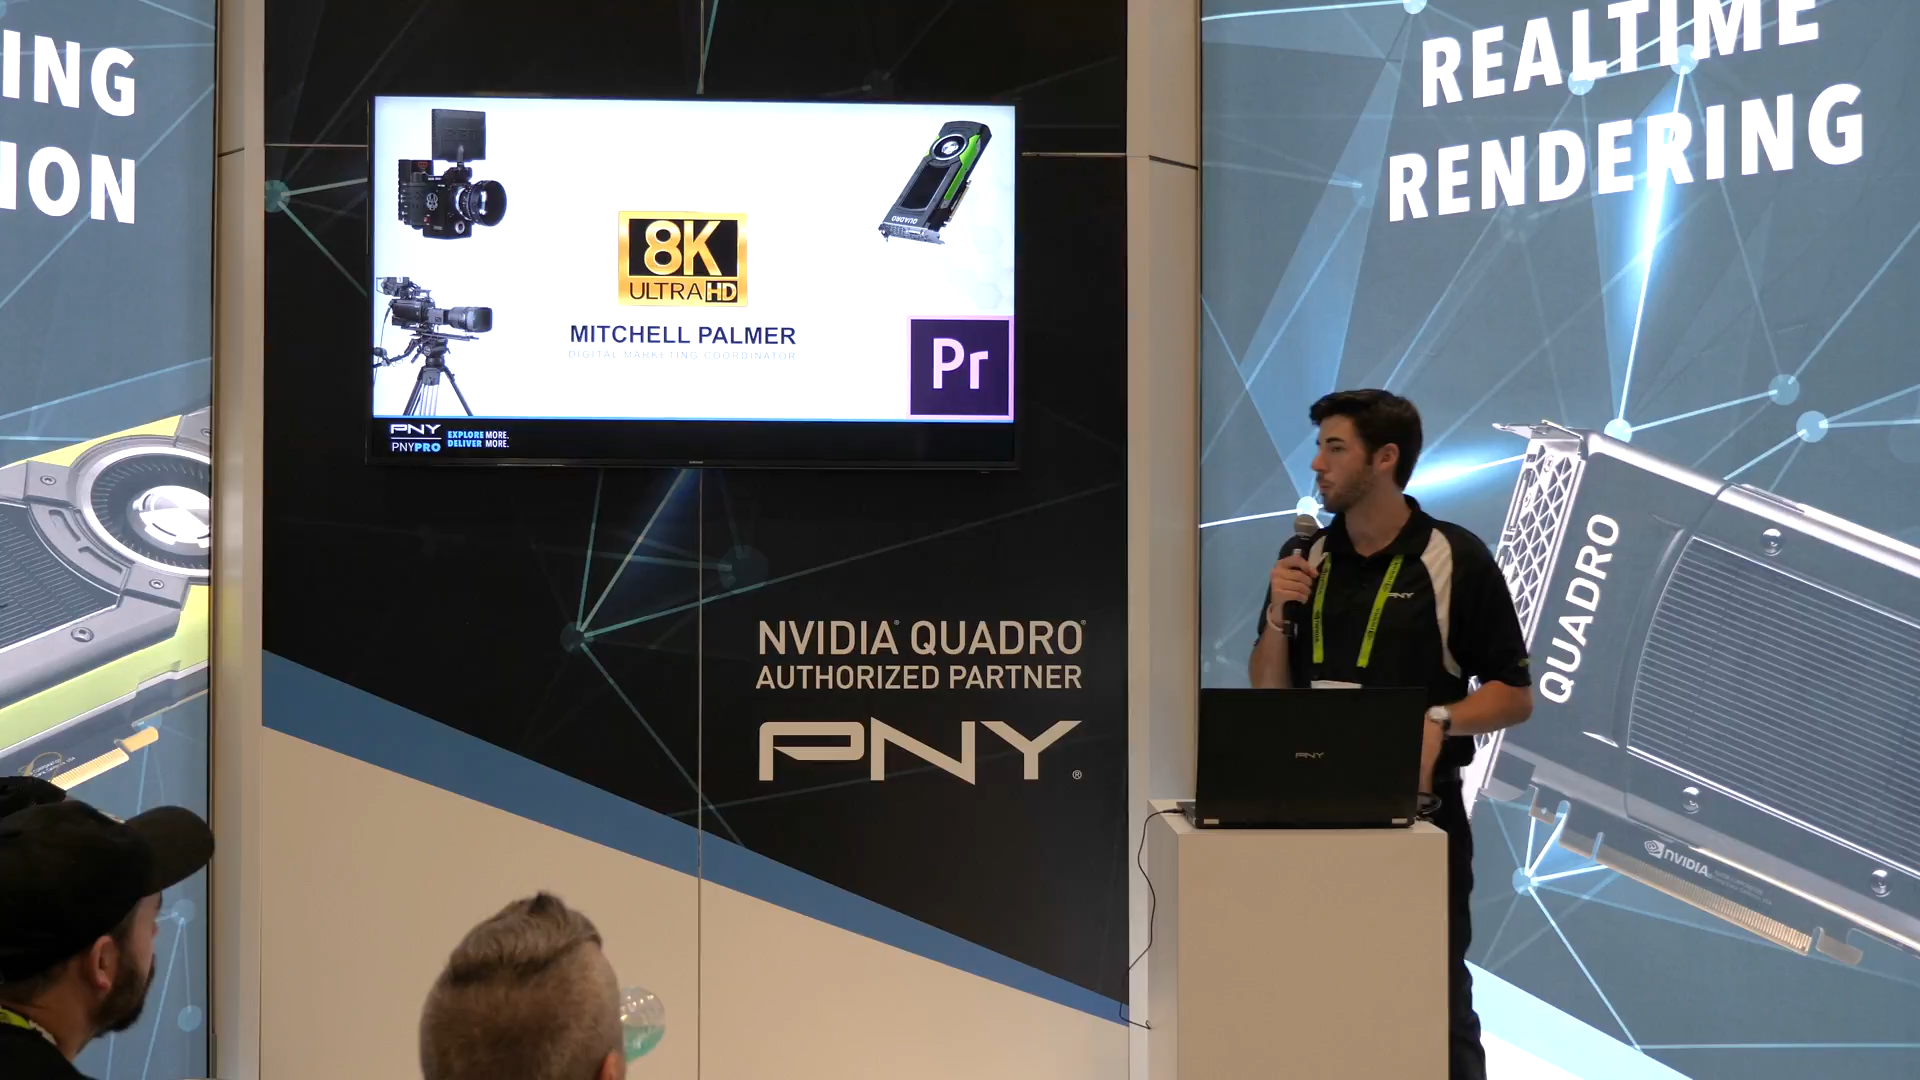 ING
ION
REALTIME
RENDERING
8K
ULTRA HD
MITCHELL PALMER
DIGITAL MARKETING COORDINATOR
Pr
QUADRO
PNY
PNYPRO
EXPLORE MORE.
DELIVER MORE.
NVIDIA QUADRO
AUTHORIZED PARTNER
PNY
PNY
PNY
QUADRO
NVIDIA